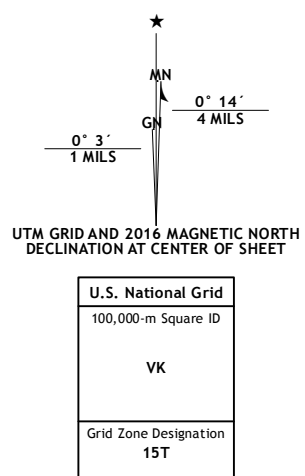 ★
MN
GN
0° 14´
4 MILS
0° 3´
1 MILS
UTM GRID AND 2016 MAGNETIC NORTH
DECLINATION AT CENTER OF SHEET
U.S. National Grid
100,000-m Square ID
VK
Grid Zone Designation
15T